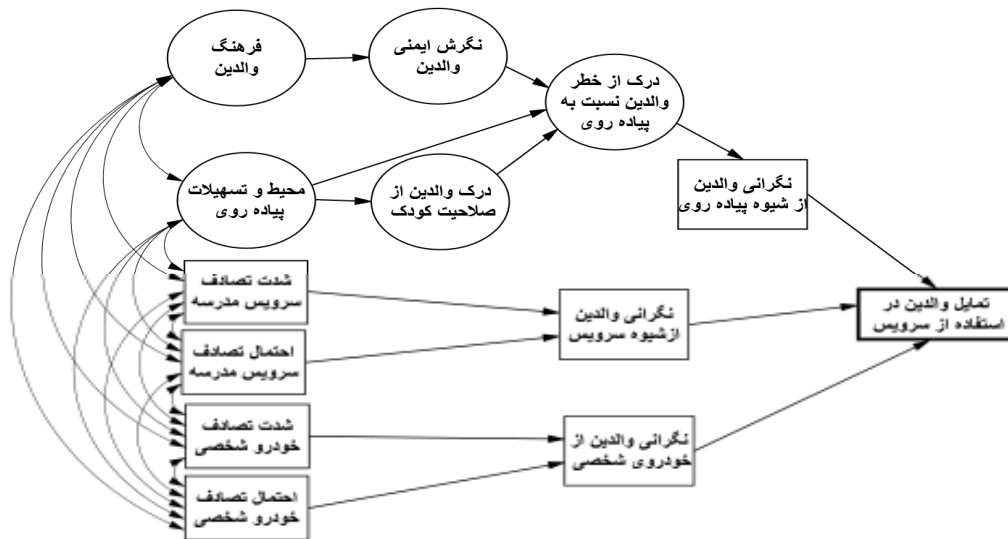 فرهنگ
والدین
نگرش ایمنی
والدین
درک از خطر
والدین نسبت به
پیاده روی
محیط و تسهیلات
پیاده روی
درک والدین از
صلاحیت کودک
نگرانی والدین
از شیوه پیاده روی
شدت تصادف
سرویس مدرسه
احتمال تصادف
سرویس مدرسه
نگرانی والدین
ازشیوه سرویس
تمایل والدین در
استفاده از سرویس
شدت تصادف
خودرو شخصی
احتمال تصادف
خودرو شخصی
نگرانی والدین از
خودروی شخصی